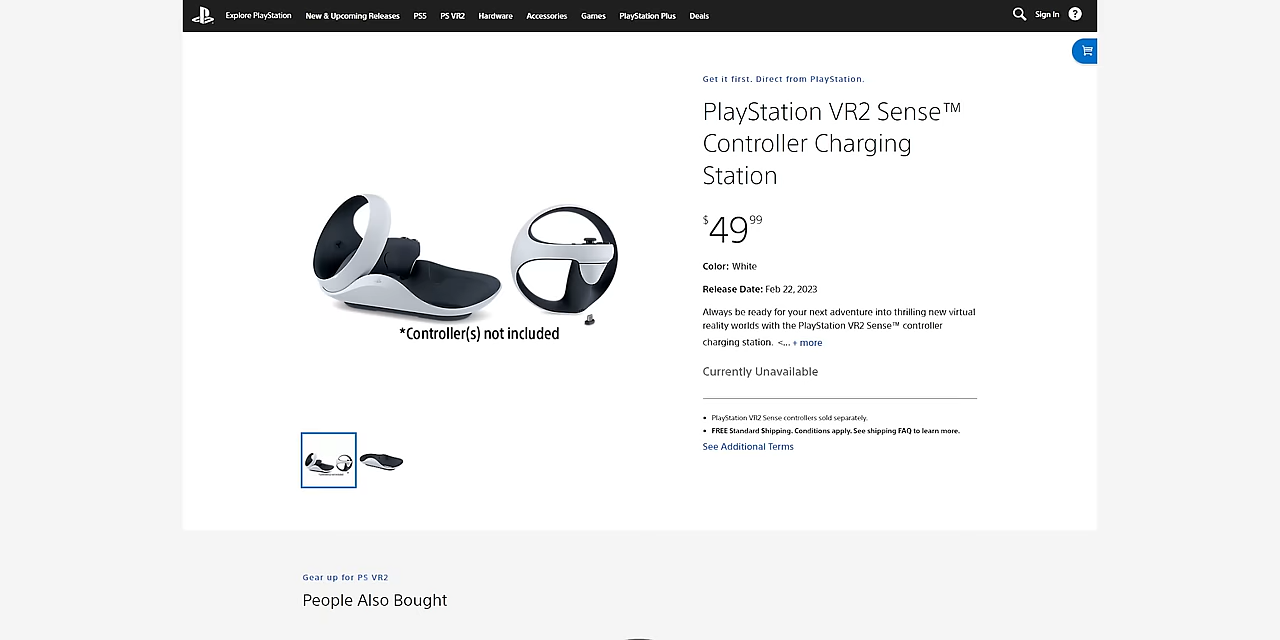 Explore PlayStation New & Upcoming Releases PS5 PS VR2 Hardware Accessories Games PlayStation Plus Deals Sign In ?
Get it first. Direct from PlayStation.
PlayStation VR2 Sense™
Controller Charging
Station
$49 99
Color: White
Release Date: Feb 22, 2023
Always be ready for your next adventure into thrilling new virtual
reality worlds with the PlayStation VR2 Sense™ controller
charging station. <... + more
Currently Unavailable
PlayStation VR2 Sense controllers sold separately.
FREE Standard Shipping. Conditions apply. See shipping FAQ to learn more.
See Additional Terms
*Controller(s) not included
Gear up for PS VR2
People Also Bought